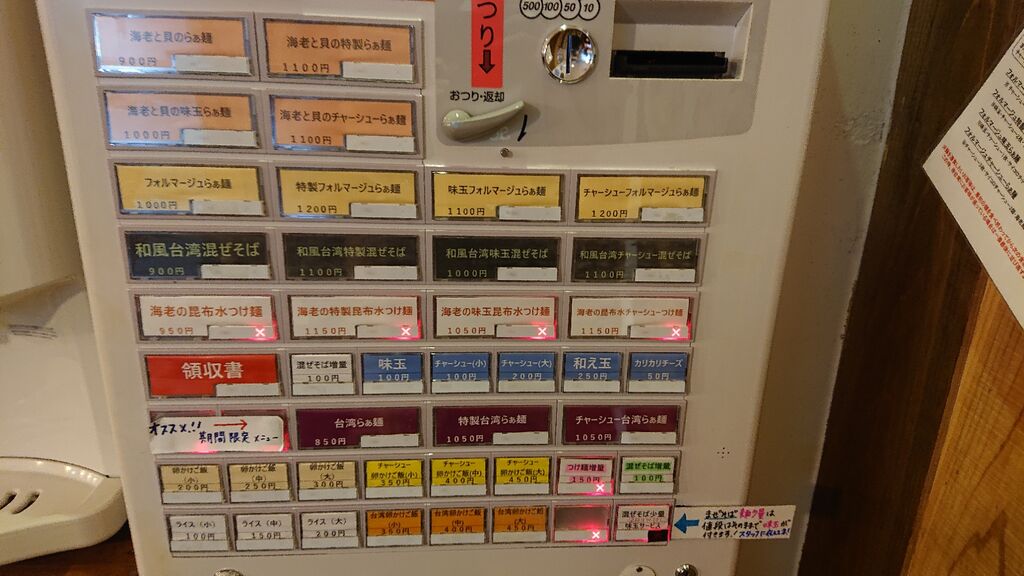 つり
500 100 50 10
おつり・返却
海老と貝のらぁ麺
900円
海老と貝の特製らぁ麺
1100円
海老と貝の味玉らぁ麺
1000円
海老と貝のチャーシューらぁ麺
1100円
フォルマージュらぁ麺
1000円
特製フォルマージュらぁ麺
1200円
味玉フォルマージュらぁ麺
1100円
チャーシューフォルマージュらぁ麺
1200円
和風台湾混ぜそば
900円
和風台湾特製混ぜそば
1100円
和風台湾味玉混ぜそば
1000円
和風台湾チャーシュー混ぜそば
1100円
海老の昆布水つけ麺
950円
海老の特製昆布水つけ麺
1150円
海老の味玉昆布水つけ麺
1050円
海老の昆布水チャーシューつけ麺
1150円
領収書
混ぜそば増量
100円
味玉
100円
チャーシュー(小)
100円
チャーシュー(大)
200円
和え玉
250円
カリカリチーズ
50円
オススメ!!
期間限定メニュー
台湾らぁ麺
850円
特製台湾らぁ麺
1050円
チャーシュー台湾らぁ麺
1050円
卵かけご飯
(小)
200円
卵かけご飯
(中)
250円
卵かけご飯
(大)
300円
チャーシュー
卵かけご飯(小)
350円
チャーシュー
卵かけご飯(中)
400円
チャーシュー
卵かけご飯(大)
450円
つけ麺増量
150円
混ぜそば増量
100円
ライス(小)
100円
ライス(中)
150円
ライス(大)
200円
台湾卵かけご飯
(小)
350円
台湾卵かけご飯
(中)
400円
台湾卵かけご飯
(大)
450円
混ぜそば少量
味玉サービス
まぜそば麺少量は
値段は先のままで味玉が
付きます!